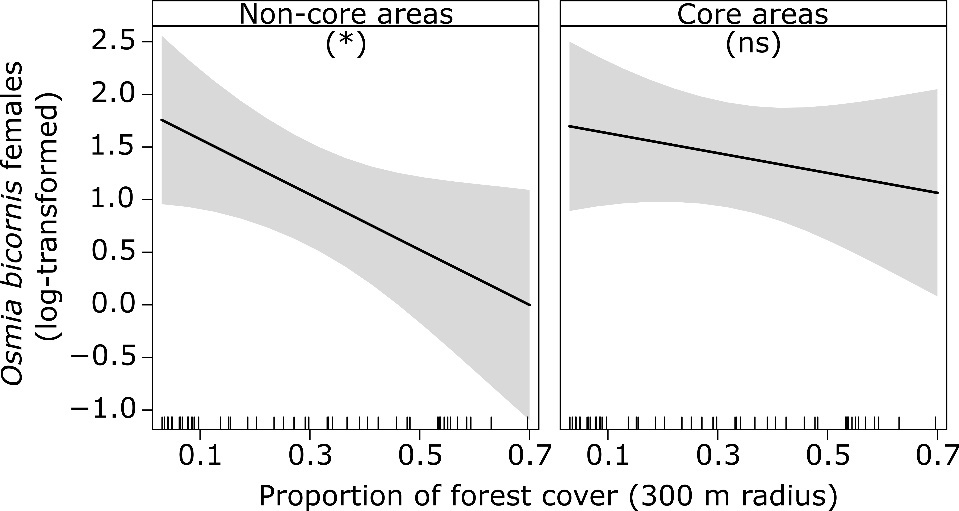 Non-core areas
Core areas
(*)
(ns)
Osmia bicornis females
(log-transformed)
2.5
2.0
1.5
1.0
0.5
0.0
−0.5
−1.0
0.1 0.3 0.5 0.7
0.1 0.3 0.5 0.7
Proportion of forest cover (300 m radius)